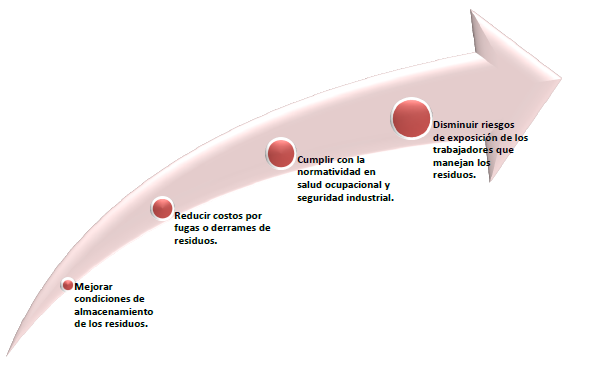 Mejorar
condiciones de
almacenamiento
de los residuos.
Reducir costos por
fugas o derrames de
residuos.
Cumplir con la
normatividad en
salud ocupacional y
seguridad industrial.
Disminuir riesgos
de exposición de los
trabajadores que
manejan los
residuos.